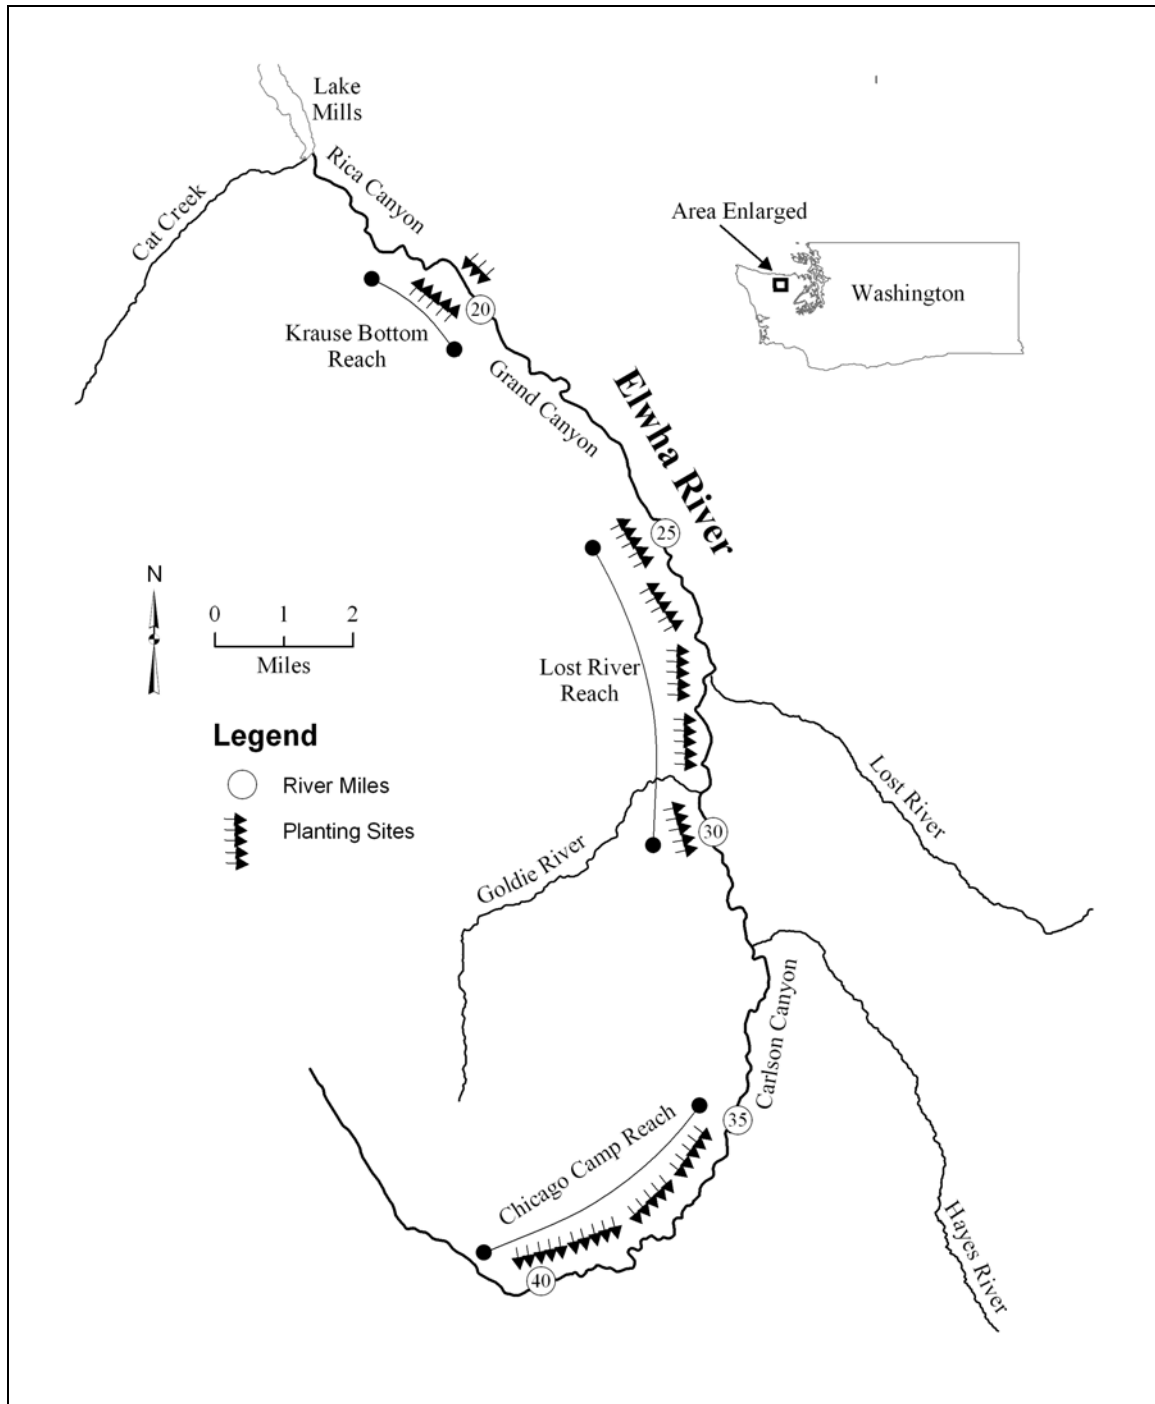 Lake
Mills
Rica Canyon
Cat Creek
Area Enlarged
Washington
20
Krause Bottom
Reach
Grand Canyon
Elwha River
25
N
0 1 2
Miles
Lost River
Reach
Legend
River Miles
Planting Sites
Lost River
30
Goldie River
Carlson Canyon
35
Chicago Camp Reach
Hayes River
40